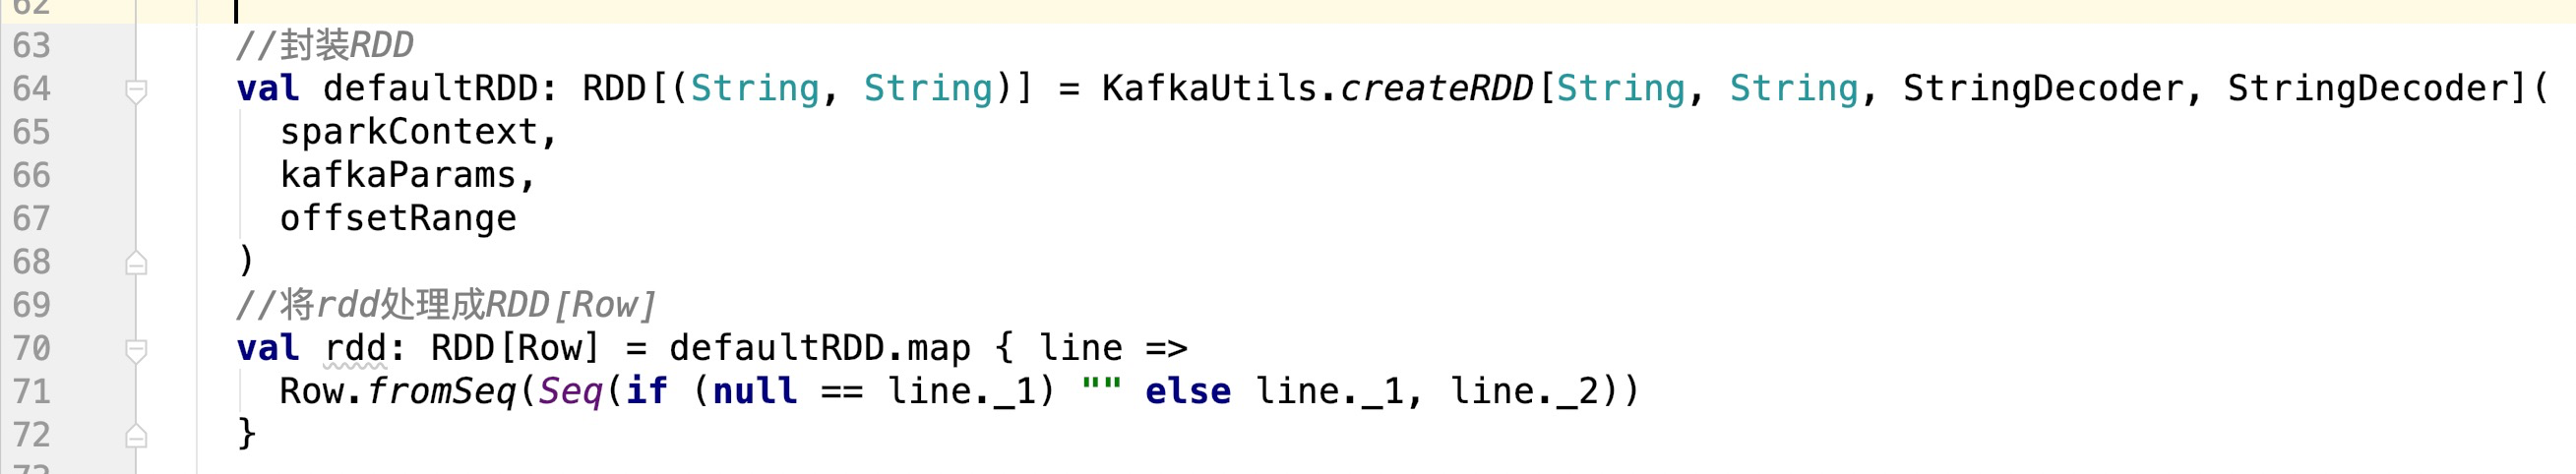 62
63 //封装RDD
64 val defaultRDD: RDD[(String, String)] = KafkaUtils.createRDD[String, String, StringDecoder, StringDecoder](
65 sparkContext,
66 kafkaParams,
67 offsetRange
68 )
69 //将rdd处理成RDD[Row]
70 val rdd: RDD[Row] = defaultRDD.map { line =>
71 Row.fromSeq(Seq(if (null == line._1) "" else line._1, line._2))
72 }